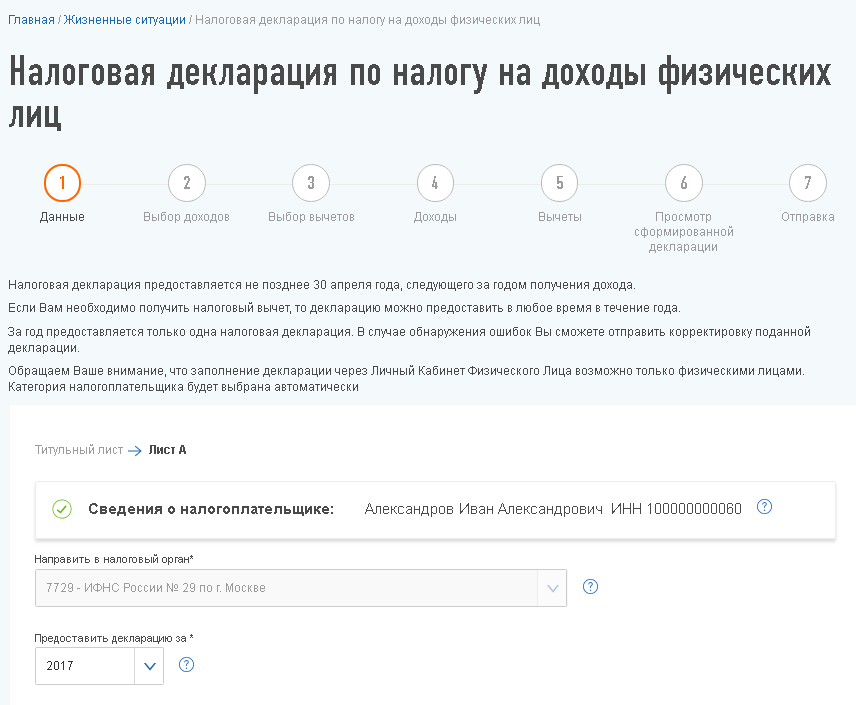 Главная / Жизненные ситуации / Налоговая декларация по налогу на доходы физических лиц
Налоговая декларация по налогу на доходы физических
лиц
1 2 3 4 5 6 7
Данные Выбор доходов Выбор вычетов Доходы Вычеты Просмотр Отправка
сформированной
декларации
Налоговая декларация предоставляется не позднее 30 апреля года, следующего за годом получения дохода.
Если Вам необходимо получить налоговый вычет, то декларацию можно предоставить в любое время в течение года.
За год предоставляется только одна налоговая декларация. В случае обнаружения ошибок Вы сможете отправить корректировку поданной
декларации.
Обращаем Ваше внимание, что заполнение декларации через Личный Кабинет Физического Лица возможно только физическими лицами.
Категория налогоплательщика будет выбрана автоматически
Титульный лист → Лист А
Сведения о налогоплательщике: Александров Иван Александрович ИНН 100000000060 ?
Направить в налоговый орган*
7729 - ИФНС России № 29 по г. Москве ?
Предоставить декларацию за *
2017 ?